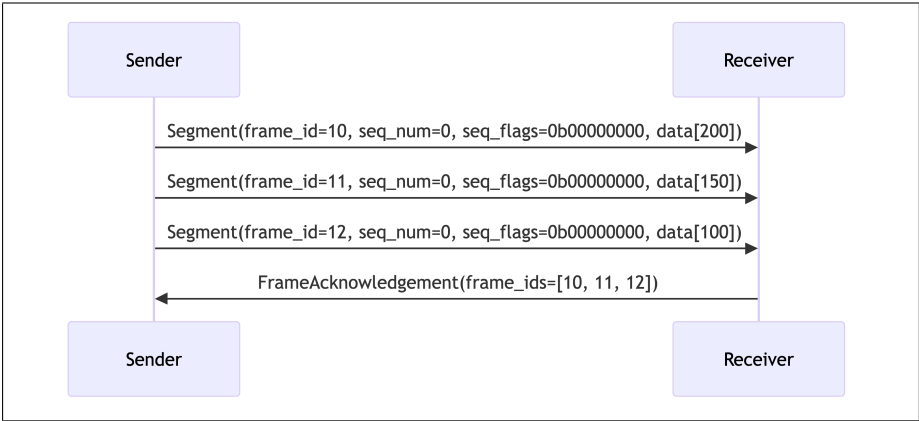 Sender Receiver
Segment(frame_id=10, seq_num=0, seq_flags=0b00000000, data[200])
Segment(frame_id=11, seq_num=0, seq_flags=0b00000000, data[150])
Segment(frame_id=12, seq_num=0, seq_flags=0b00000000, data[100])
FrameAcknowledgement(frame_ids=[10, 11, 12])
Sender Receiver